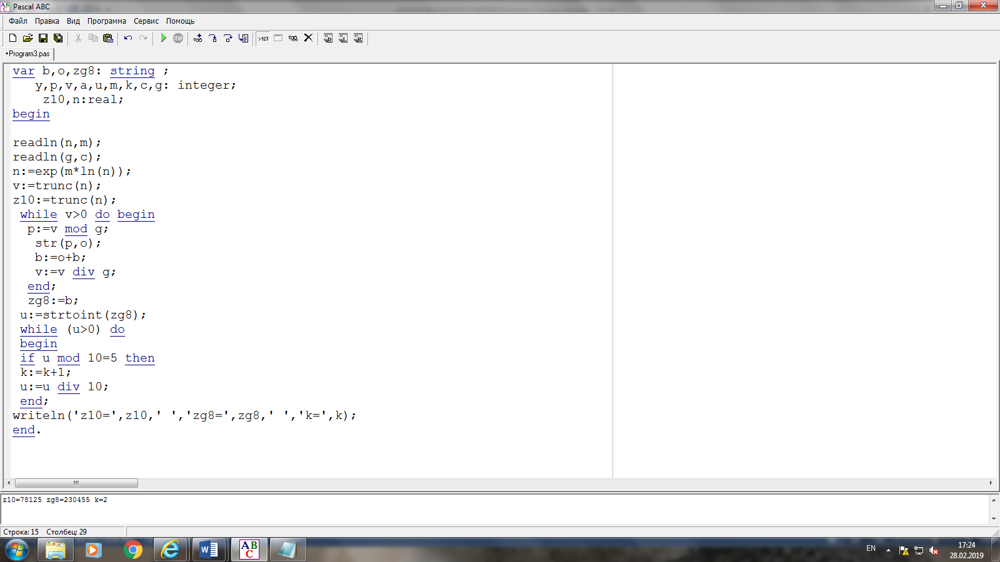 Pascal ABC
Файл Правка Вид Программа Сервис Помощь
•Program3.pas
var b,o,zg8: string ;
y,p,v,a,u,m,k,c,g: integer;
z10,n:real;
begin
readln(n,m);
readln(g,c);
n:=exp(m*ln(n));
v:=trunc(n);
z10:=trunc(n);
while v>0 do begin
p:=v mod g;
str(p,o);
b:=o+b;
v:=v div g;
end;
zg8:=b;
u:=strtoint(zg8);
while (u>0) do
begin
if u mod 10=5 then
k:=k+1;
u:=u div 10;
end;
writeln('z10=',z10,' ','zg8=',zg8,' ','k=',k);
end.
z10=78125 zg8=230455 k=2
Строка: 15 Столбец: 29
EN
17:24
28.02.2019